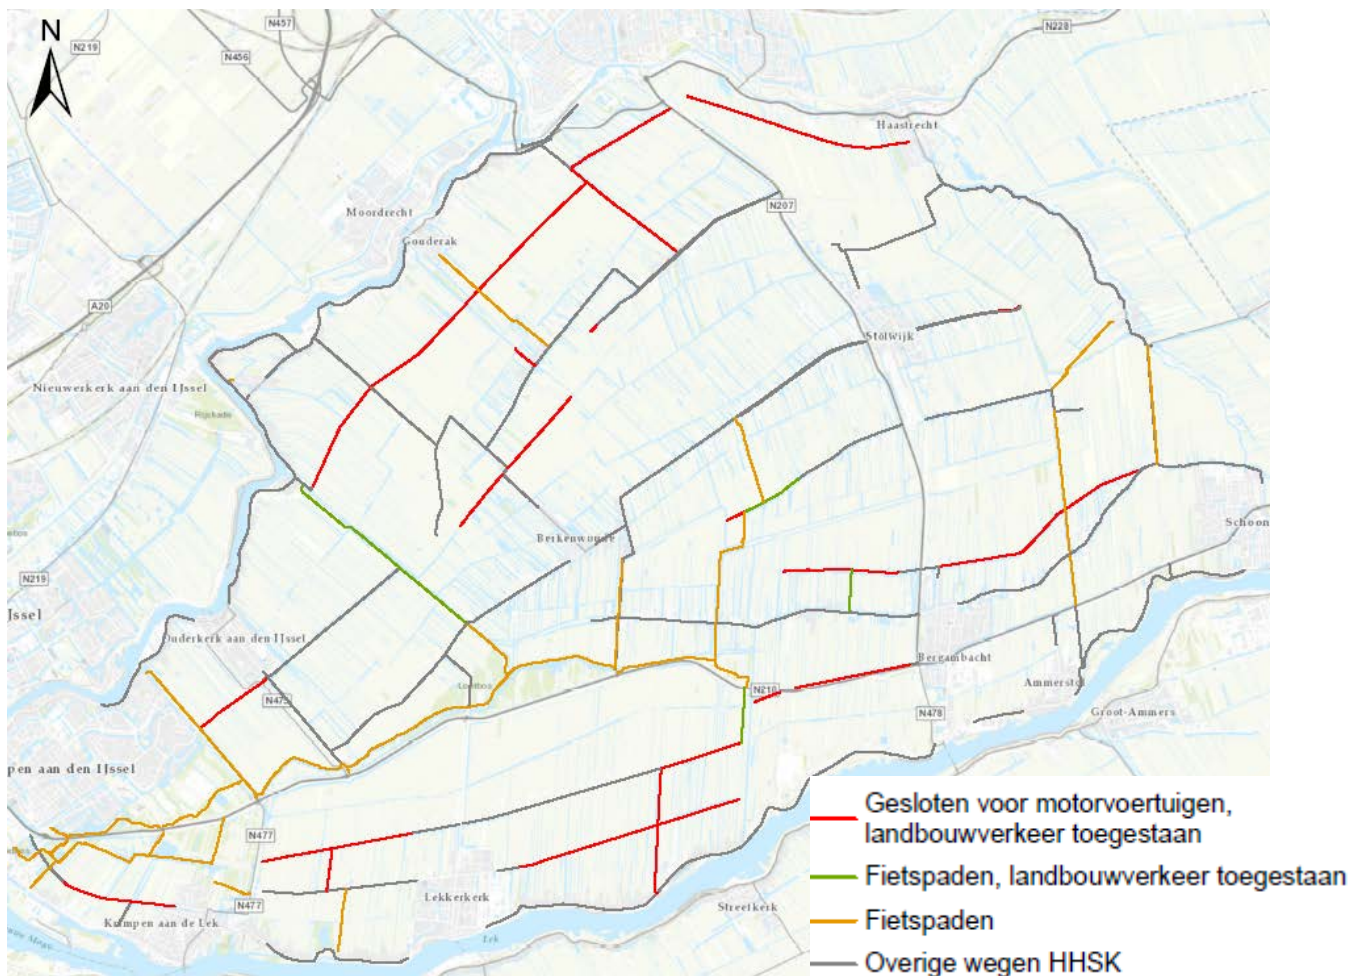 N457
N228
N
N219
N456
Haastrecht
Moordrecht
N207
Gouderak
A20
Stolwijk
Nieuwerkerk aan den IJssel
Berkenwoude
Schoon
N219
Jssel
Ouderkerk aan den IJssel
Bergambacht
Ammerstol
N475
N210
Groot-Ammers
N478
pen aan den IJssel
Gesloten voor motorvoertuigen,
landbouwverkeer toegestaan
N477
Fietspaden, landbouwverkeer toegestaan
Lekkerkerk
N477
Streefkerk
Fietspaden
Krimpen aan de Lek
Lek
Overige wegen HHSK